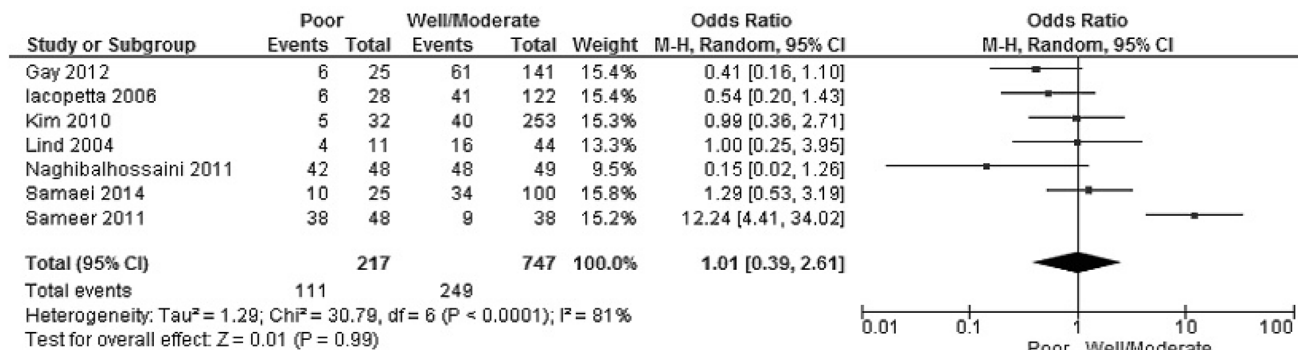 Poor Well/Moderate Odds Ratio Odds Ratio
Study or Subgroup Events Total Events Total Weight M-H, Random, 95% CI M-H, Random, 95% CI
Gay 2012 6 25 61 141 15.4% 0.41 [0.16, 1.10]
Iacopetta 2006 6 28 41 122 15.4% 0.54 [0.20, 1.43]
Kim 2010 5 32 40 253 15.3% 0.99 [0.36, 2.71]
Lind 2004 4 11 16 44 13.3% 1.00 [0.25, 3.95]
Naghibalhossaini 2011 42 48 48 49 9.5% 0.15 [0.02, 1.26]
Samaei 2014 10 25 34 100 15.8% 1.29 [0.53, 3.19]
Sameer 2011 38 48 9 38 15.2% 12.24 [4.41, 34.02]
Total (95% CI) 217 747 100.0% 1.01 [0.39, 2.61]
Total events 111 249
Heterogeneity: Tau² = 1.29; Chi² = 30.79, df = 6 (P < 0.0001); I² = 81%
Test for overall effect: Z = 0.01 (P = 0.99)
0.01 0.1 1 10 100
Poor Well/Moderate